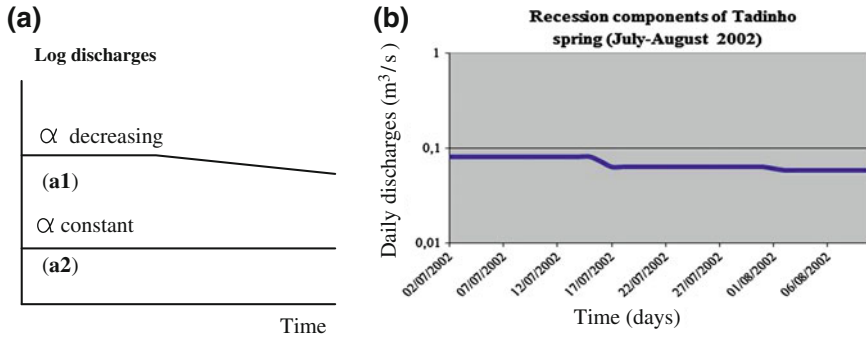 (a)
Log discharges
α decreasing
(a1)
α constant
(a2)
Time
(b)
Recession components of Tadinho
spring (July-August 2002)
Daily discharges (m³/s)
1
0,1
0,01
02/07/2002
07/07/2002
12/07/2002
17/07/2002
22/07/2002
27/07/2002
01/08/2002
06/08/2002
Time (days)